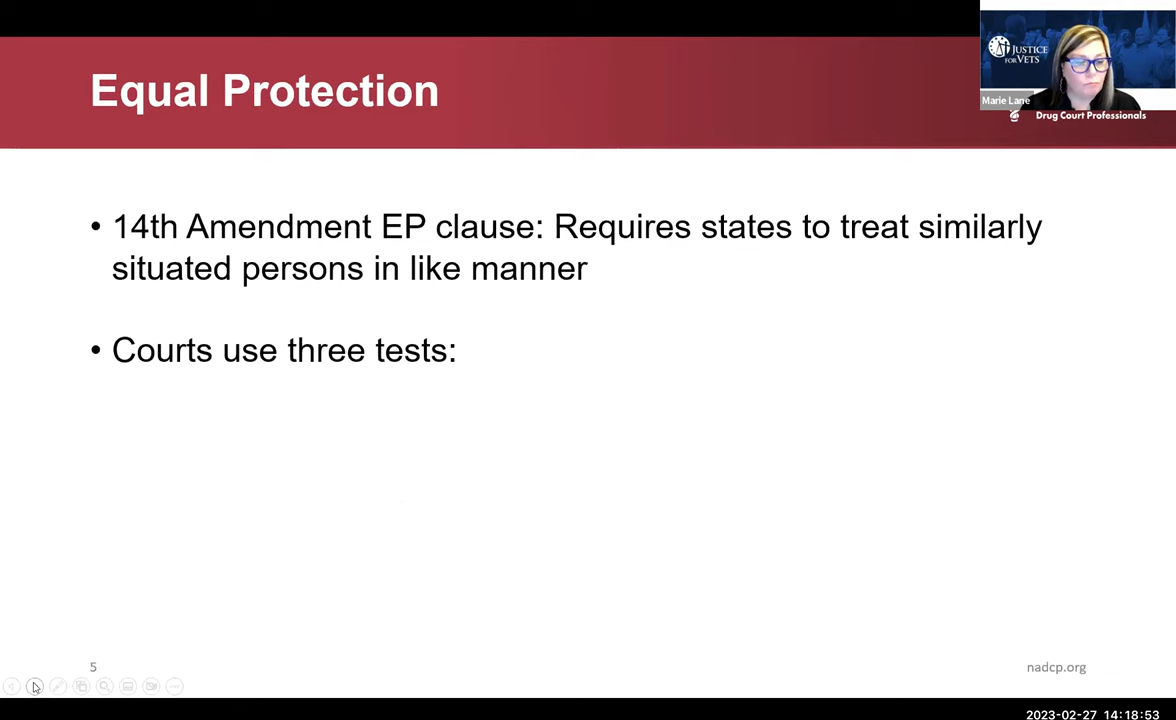 Equal Protection
JUSTICE
FOR VETS
Marie Lane
Drug Court Professionals
• 14th Amendment EP clause: Requires states to treat similarly
situated persons in like manner
• Courts use three tests:
5
nadcp.org
2023-02-27 14:18:53